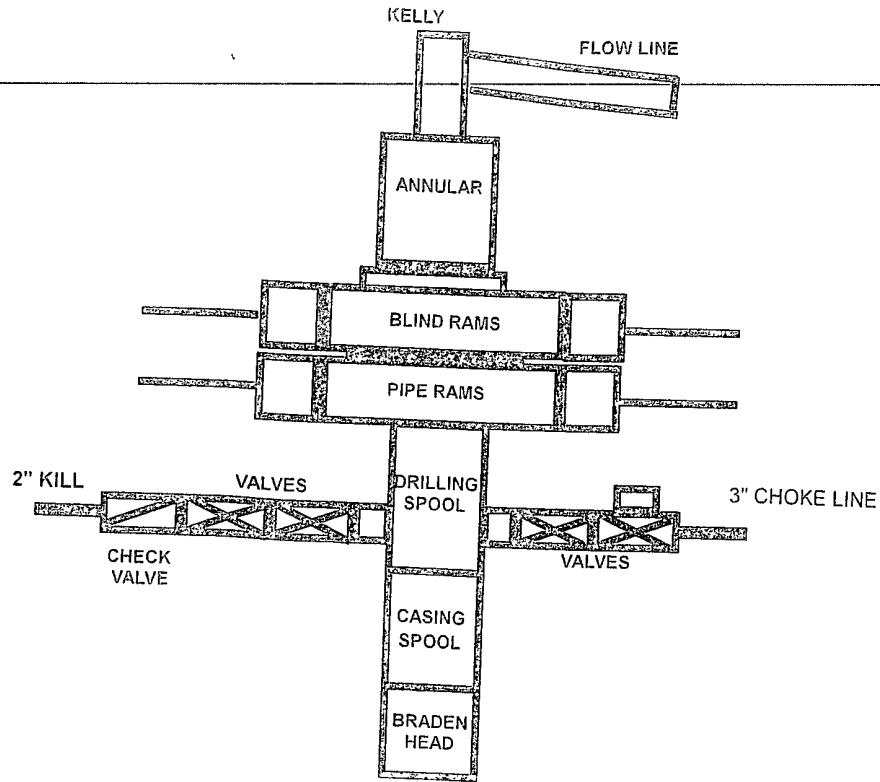 KELLY
FLOW LINE
ANNULAR
BLIND RAMS
PIPE RAMS
2" KILL
VALVES
DRILLING
SPOOL
3" CHOKE LINE
CHECK
VALVE
VALVES
CASING
SPOOL
BRADEN
HEAD